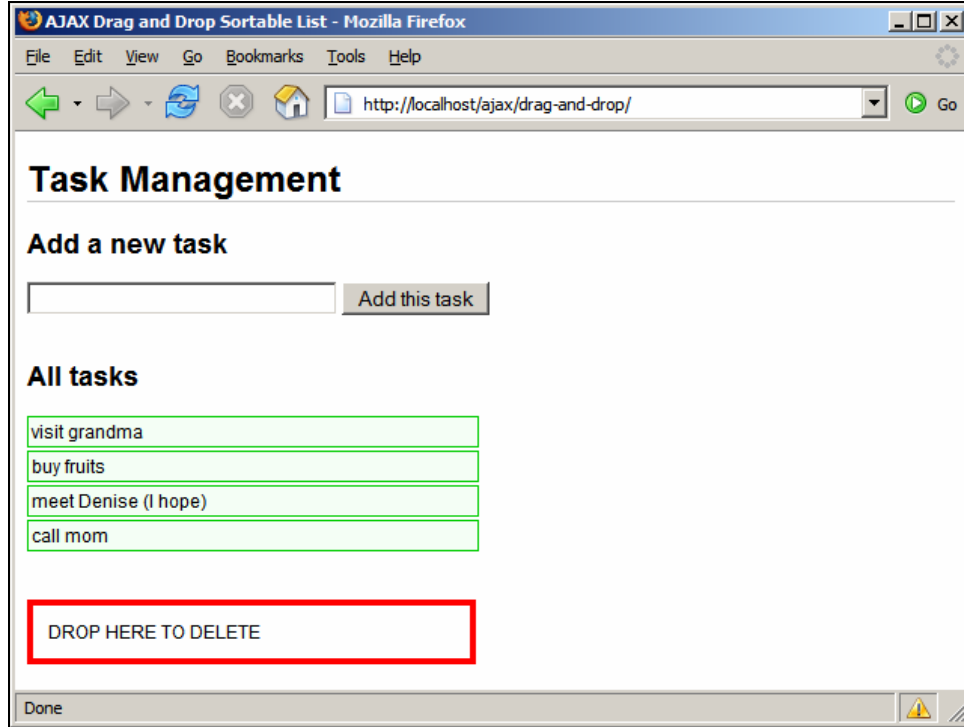 AJAX Drag and Drop Sortable List - Mozilla Firefox
File Edit View Go Bookmarks Tools Help
http://localhost/ajax/drag-and-drop/ Go
Task Management
Add a new task
Add this task
All tasks
visit grandma
buy fruits
meet Denise (I hope)
call mom
DROP HERE TO DELETE
Done